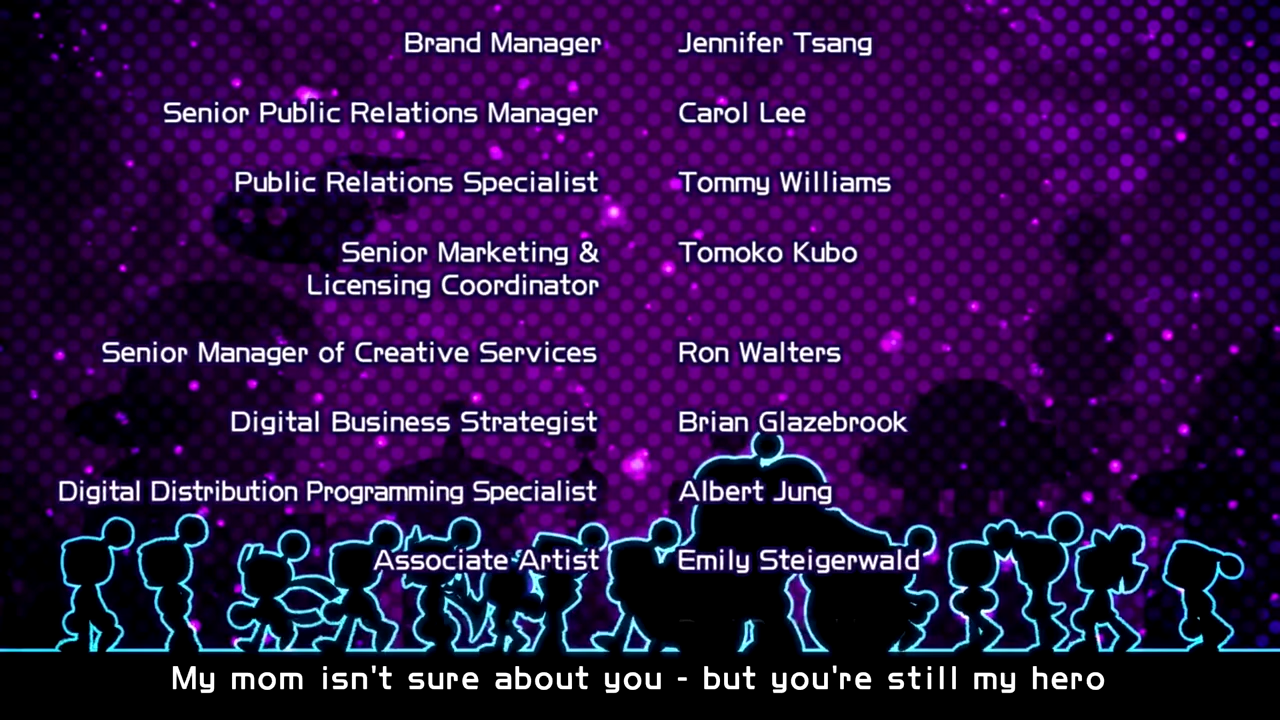 Brand Manager Jennifer Tsang
Senior Public Relations Manager Carol Lee
Public Relations Specialist Tommy Williams
Senior Marketing & Tomoko Kubo
Licensing Coordinator
Senior Manager of Creative Services Ron Walters
Digital Business Strategist Brian Glazebrook
Digital Distribution Programming Specialist Albert Jung
Associate Artist Emily Steigerwald
My mom isn't sure about you - but you're still my hero